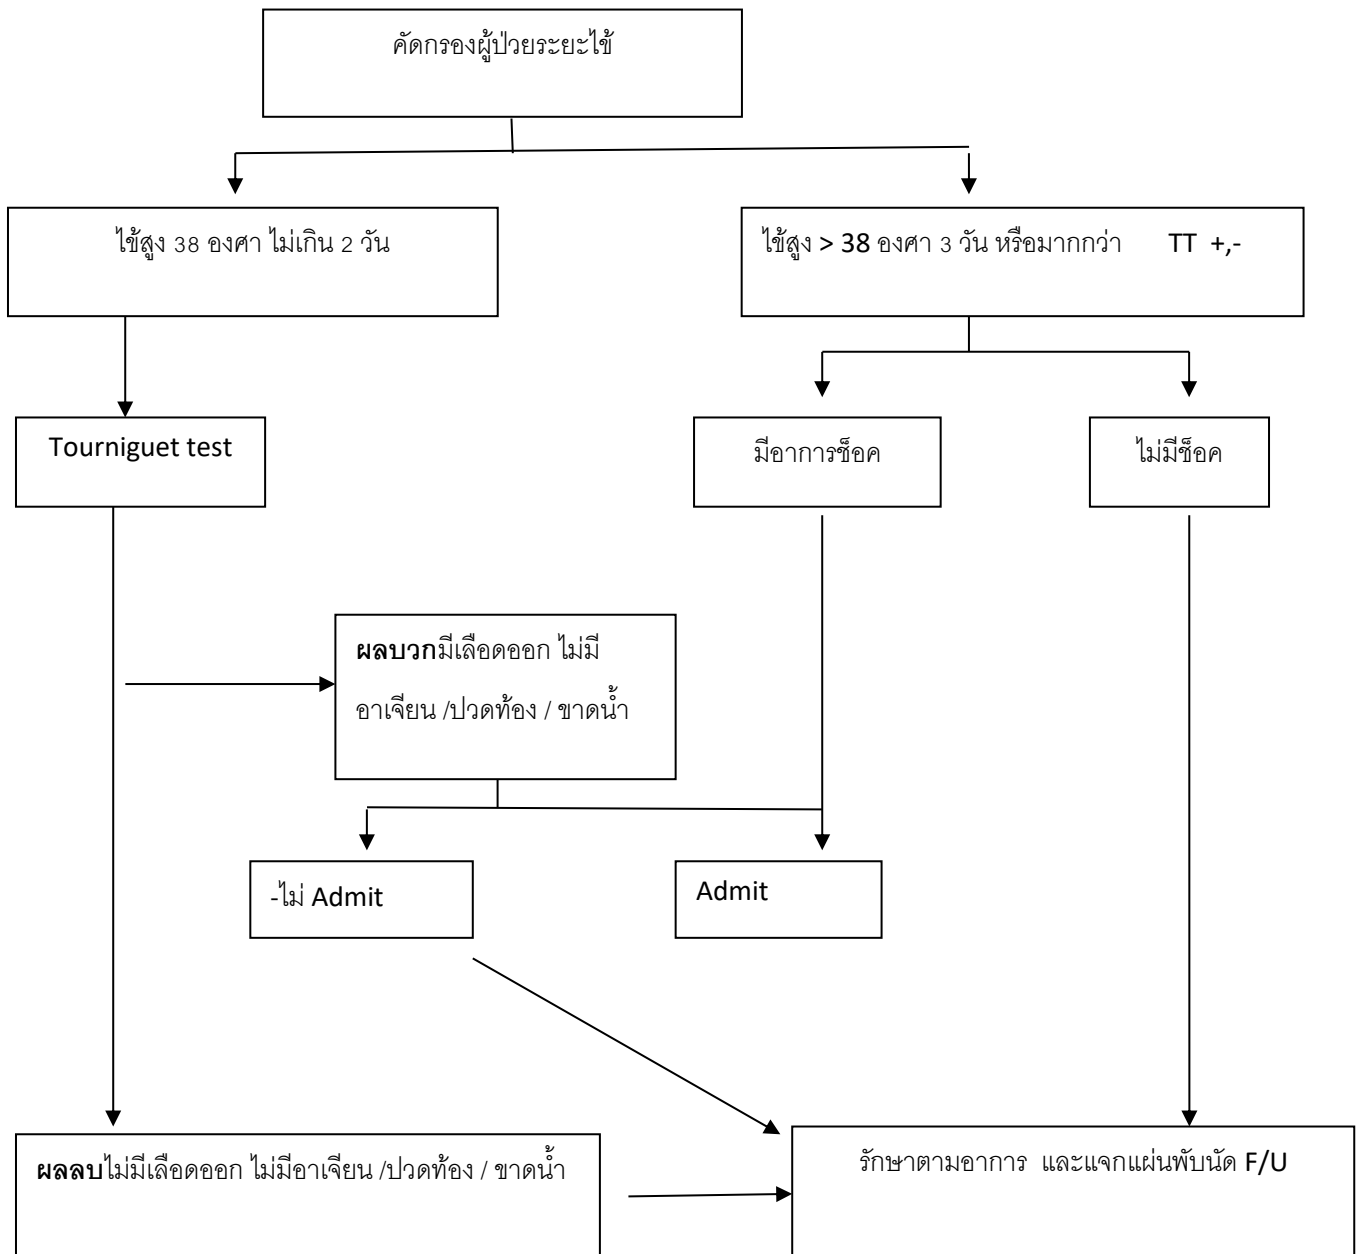 คัดกรองผู้ป่วยระยะไข้
ไข้สูง 38 องศา ไม่เกิน 2 วัน
ไข้สูง > 38 องศา 3 วัน หรือมากกว่า TT +,-
Tourniguet test
มีอาการช็อค
ไม่มีช็อค
ผลบวกมีเลือดออก ไม่มี
อาเจียน /ปวดท้อง / ขาดน้ำ
-ไม่ Admit
Admit
ผลลบไม่มีเลือดออก ไม่มีอาเจียน /ปวดท้อง / ขาดน้ำ
รักษาตามอาการ และแจกแผ่นพับนัด F/U